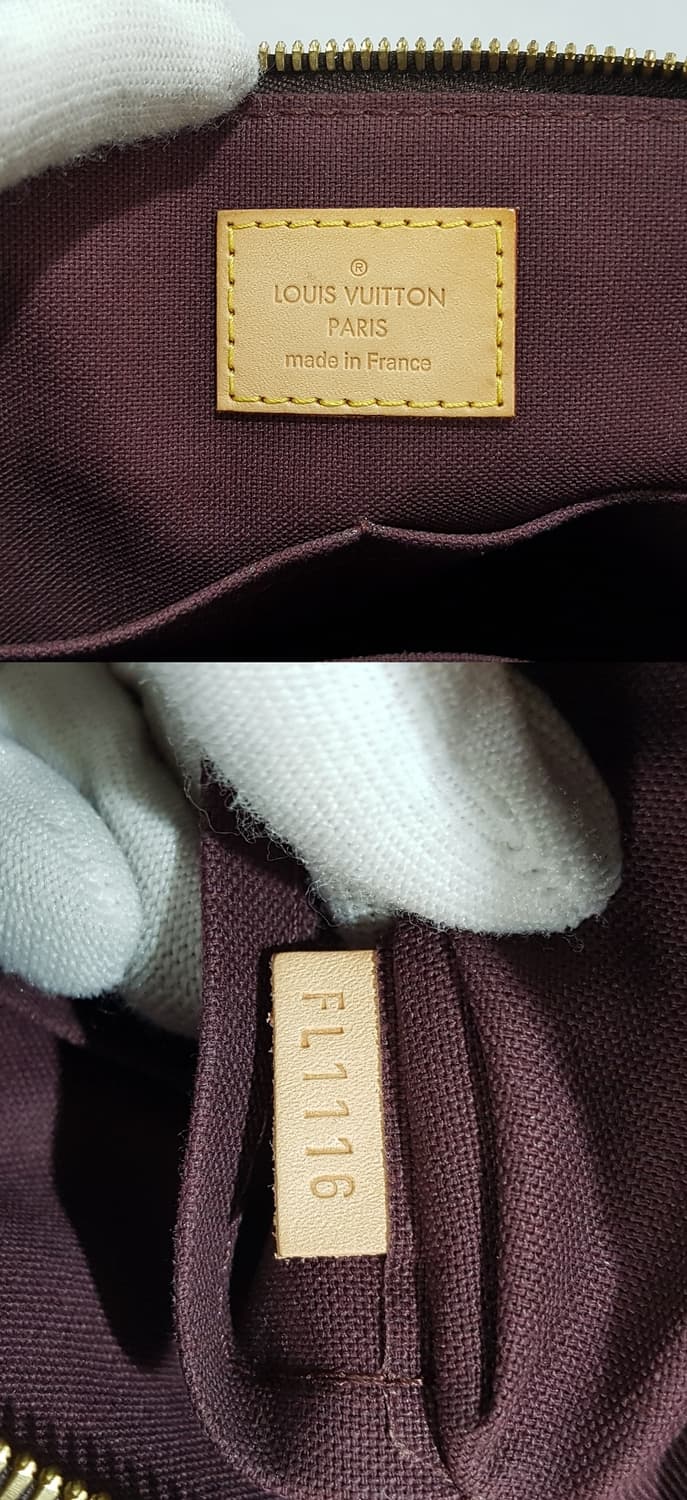 ®
LOUIS VUITTON
PARIS
made in France
FL1116